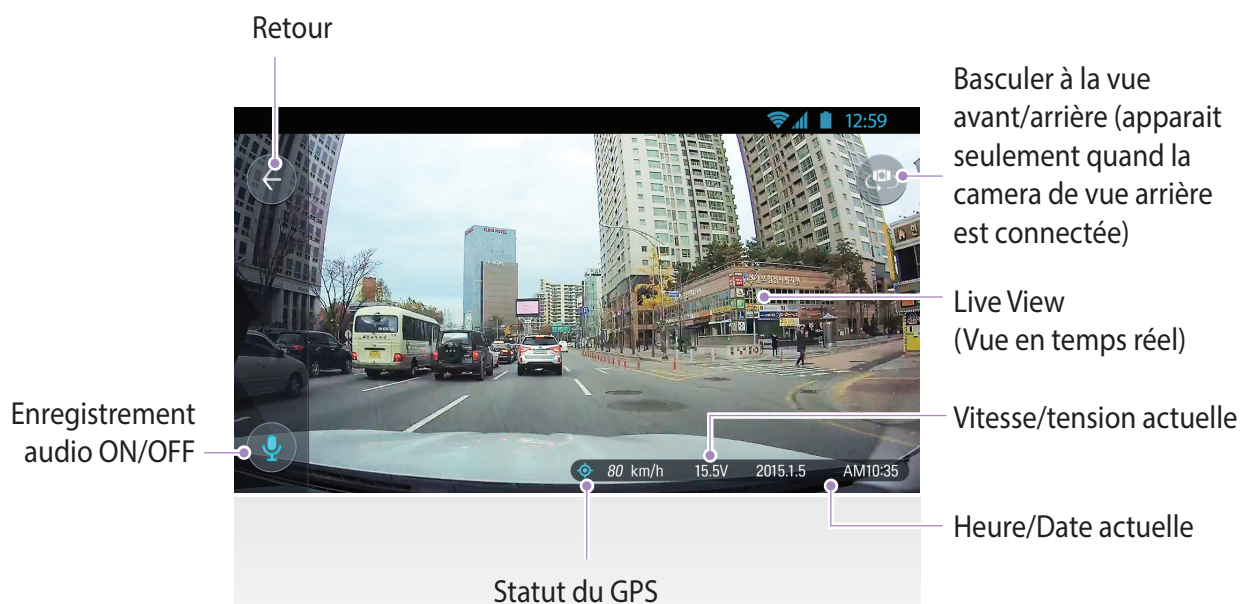 Retour
Basculer à la vue
avant/arrière (apparait
seulement quand la
camera de vue arrière
est connectée)
12:59
Live View
(Vue en temps réel)
Enregistrement
audio ON/OFF
Vitesse/tension actuelle
80 km/h 15.5V 2015.1.5 AM10:35
Heure/Date actuelle
Statut du GPS